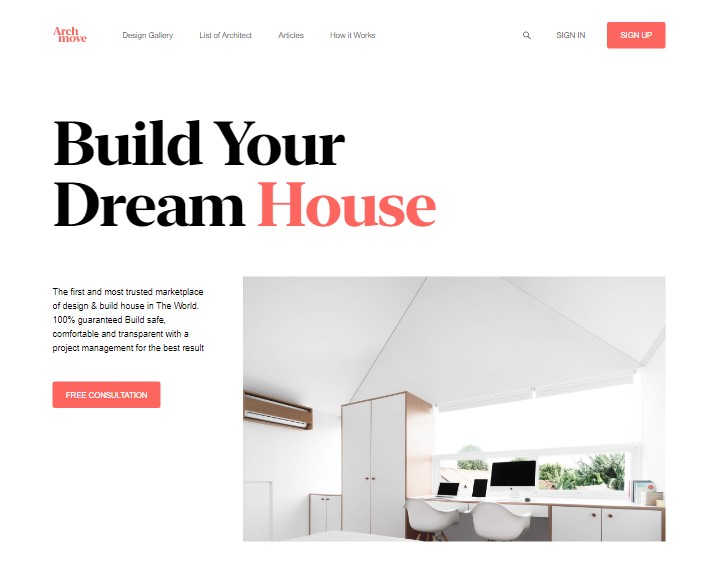 Arch
move
Design Gallery
List of Architect
Articles
How it Works
SIGN IN
SIGN UP
Build Your
Dream House
The first and most trusted marketplace
of design & build house in The World.
100% guaranteed Build safe,
comfortable and transparent with a
project management for the best result
FREE CONSULTATION